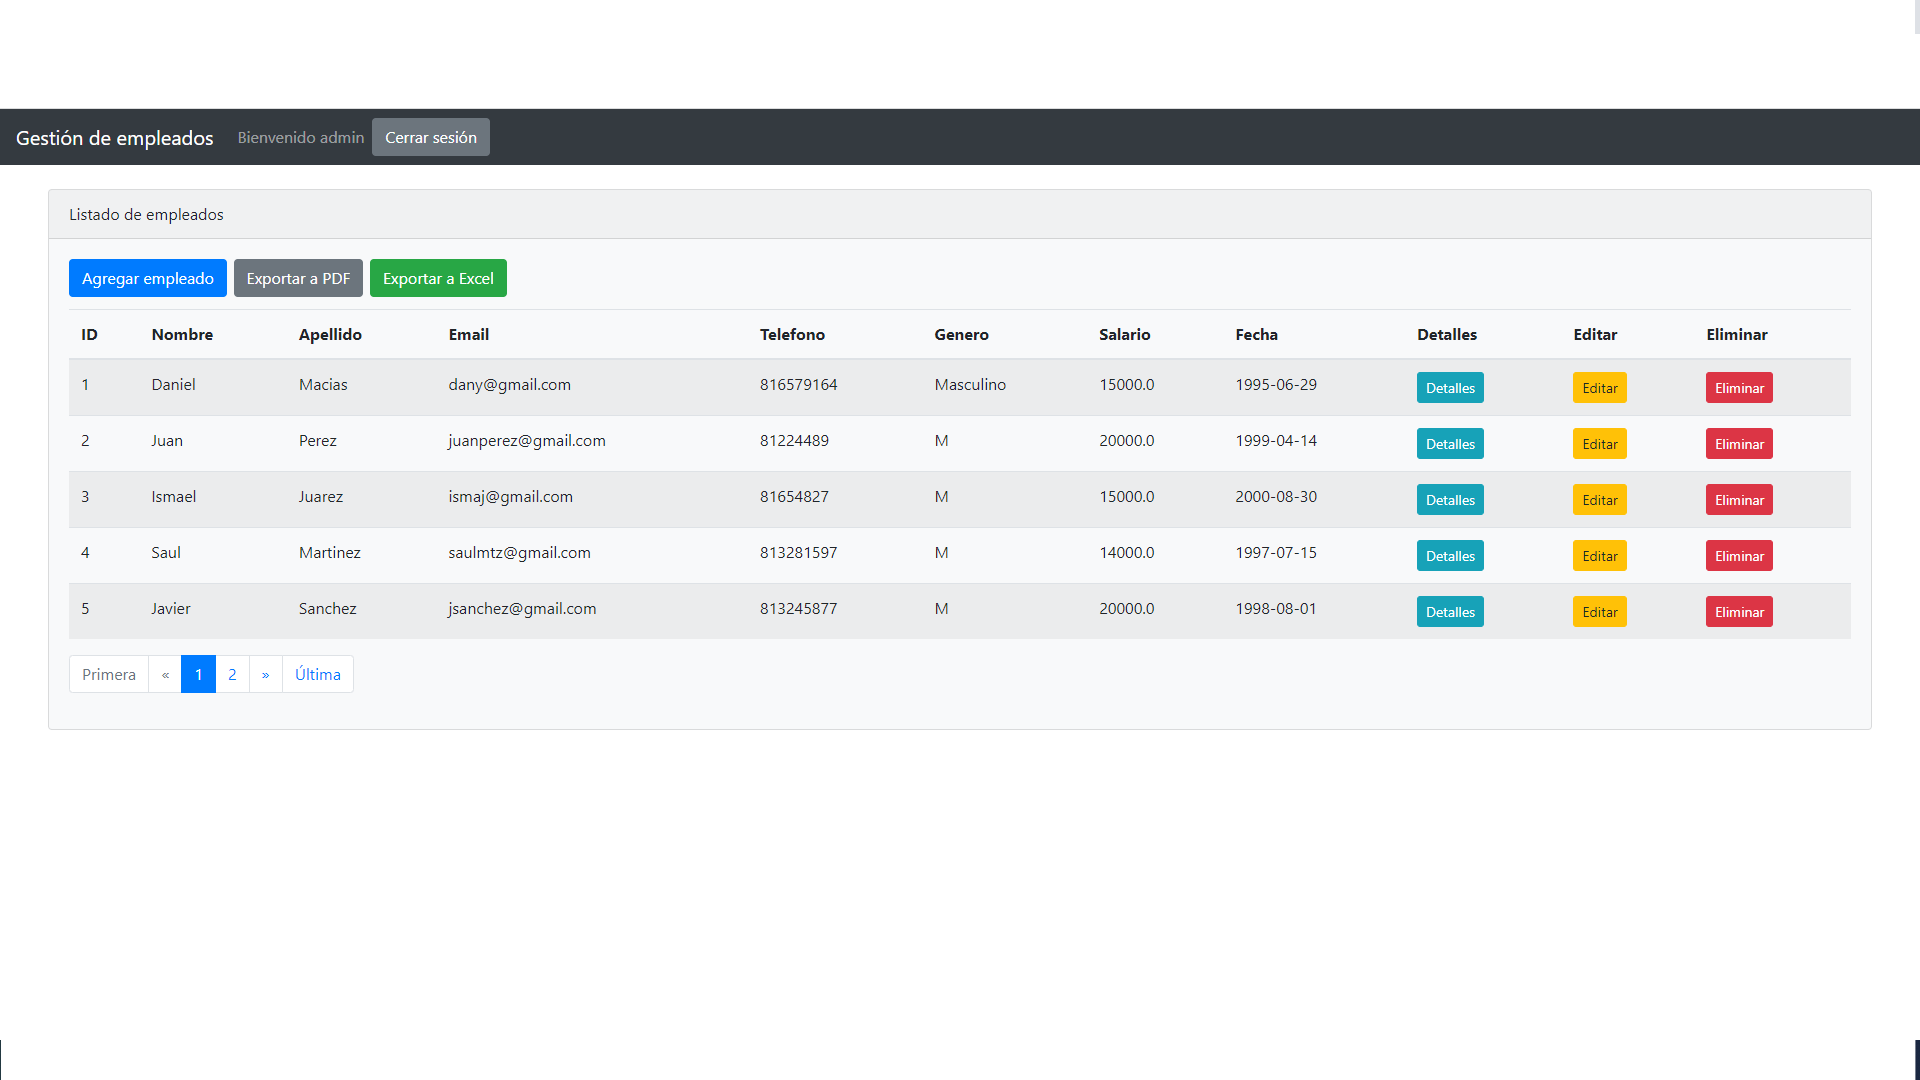 Gestión de empleados Bienvenido admin Cerrar sesión
Listado de empleados
Agregar empleado Exportar a PDF Exportar a Excel
ID Nombre Apellido Email Telefono Genero Salario Fecha Detalles Editar Eliminar
1 Daniel Macias dany@gmail.com 816579164 Masculino 15000.0 1995-06-29 Detalles Editar Eliminar
2 Juan Perez juanperez@gmail.com 81224489 M 20000.0 1999-04-14 Detalles Editar Eliminar
3 Ismael Juarez ismaj@gmail.com 81654827 M 15000.0 2000-08-30 Detalles Editar Eliminar
4 Saul Martinez saulmtz@gmail.com 813281597 M 14000.0 1997-07-15 Detalles Editar Eliminar
5 Javier Sanchez jsanchez@gmail.com 813245877 M 20000.0 1998-08-01 Detalles Editar Eliminar
Primera « 1 2 » Última